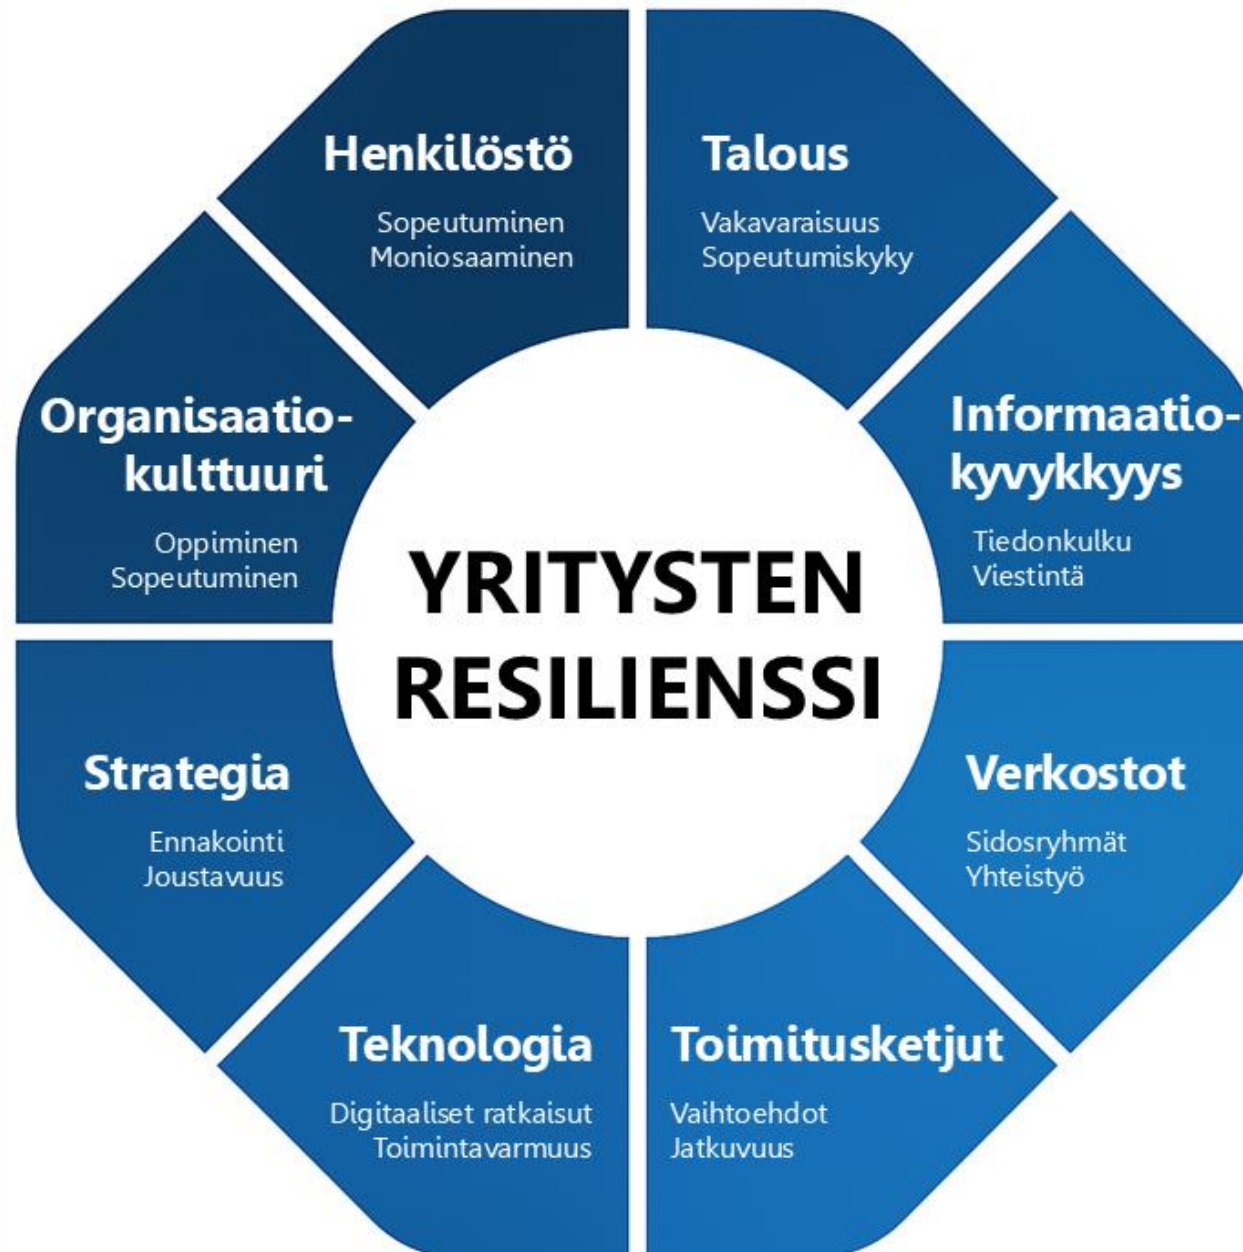 Henkilöstö
Sopeutuminen
Moniosaaminen
Talous
Vakavaraisuus
Sopeutumiskyky
Informaatio-
kyvykkyys
Tiedonkulku
Viestintä
Verkostot
Sidosryhmät
Yhteistyö
Toimitusketjut
Vaihtoehdot
Jatkuvuus
Teknologia
Digitaaliset ratkaisut
Toimintavarmuus
Strategia
Ennakointi
Joustavuus
Organisaatio-
kulttuuri
Oppiminen
Sopeutuminen
YRITYSTEN
RESILIENSSI